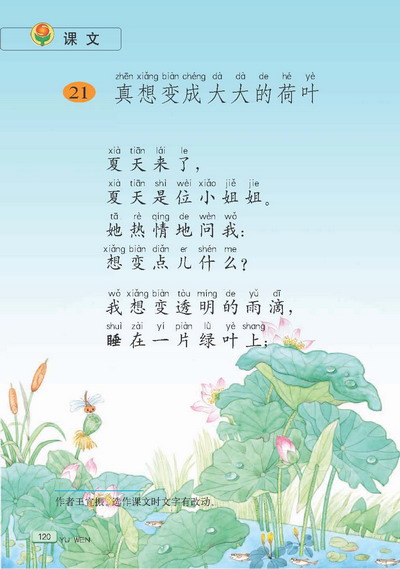 课文
zhēn xiǎng biàn chéng dà dà de hé yè
21 真想变成大大的荷叶
xià tiān lái le
夏天来了，
xià tiān shì wèi xiǎo jiě jie
夏天是位小姐姐。
tā rè qíng de wèn wǒ
她热情地问我：
xiǎng biàn diǎn er shén me
想变点儿什么？
wǒ xiǎng biàn tòu míng de yǔ dī
我想变透明的雨滴，
shuì zài yí piàn lǜ yè shang
睡在一片绿叶上；
作者王宜振，选作课文时文字有改动。
120
YU WEN